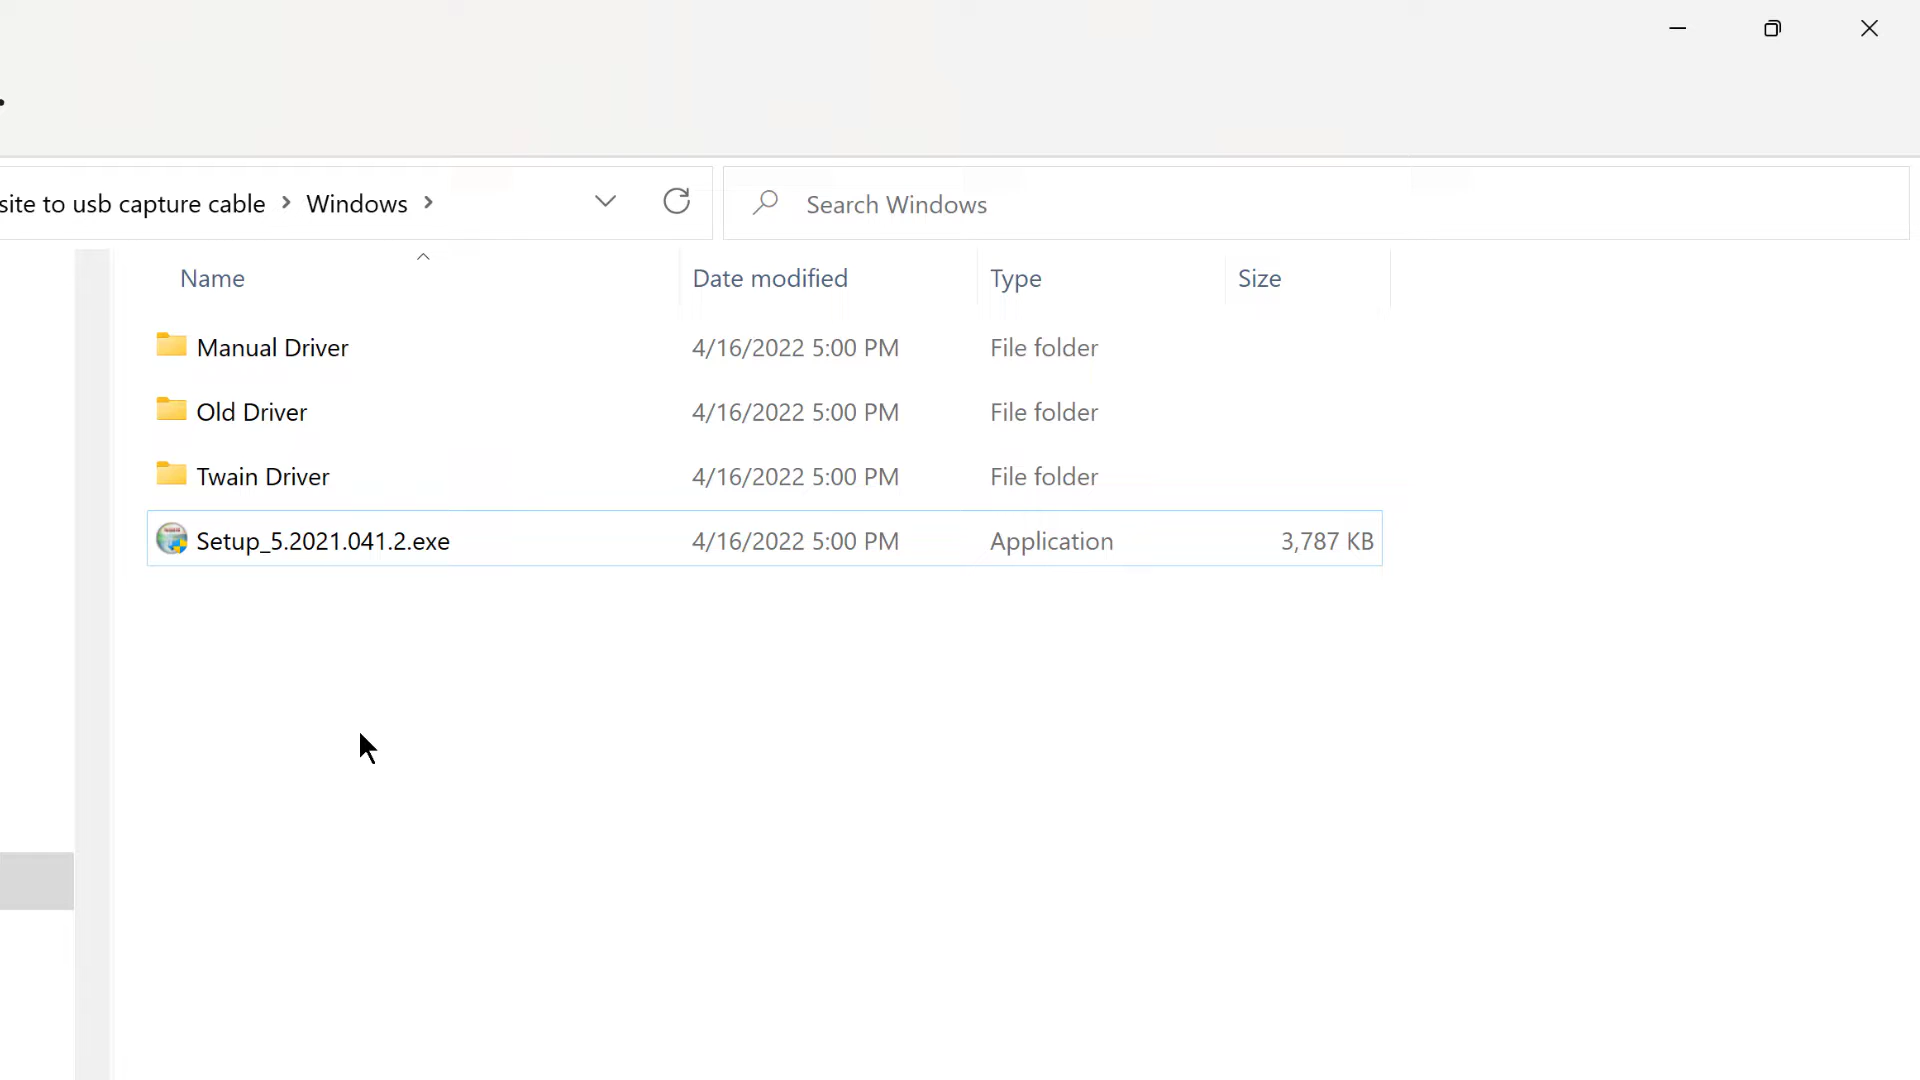 site to usb capture cable > Windows >
Search Windows
Name Date modified Type Size
Manual Driver 4/16/2022 5:00 PM File folder
Old Driver 4/16/2022 5:00 PM File folder
Twain Driver 4/16/2022 5:00 PM File folder
Setup_5.2021.041.2.exe 4/16/2022 5:00 PM Application 3,787 KB